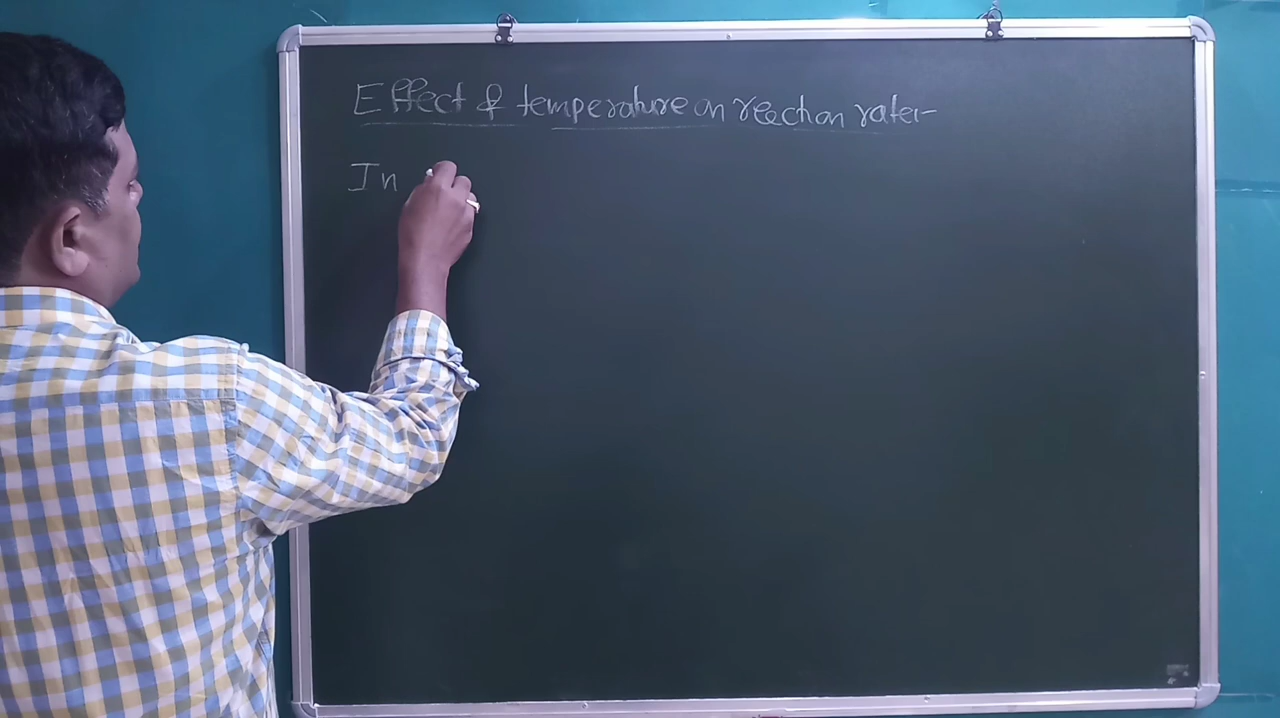 Effect of temperature on reaction rate:-
In